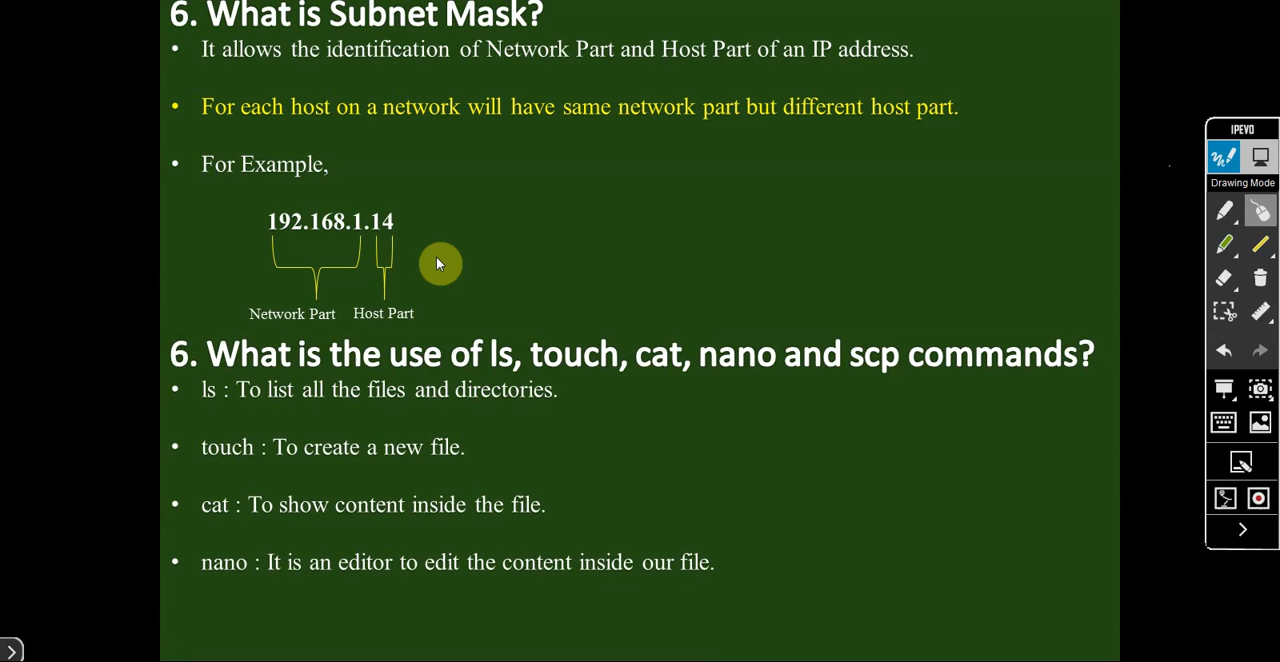 6. What is Subnet Mask?
• It allows the identification of Network Part and Host Part of an IP address.
• For each host on a network will have same network part but different host part.
• For Example,
192.168.1.14
Network Part Host Part
6. What is the use of ls, touch, cat, nano and scp commands?
• ls : To list all the files and directories.
• touch : To create a new file.
• cat : To show content inside the file.
• nano : It is an editor to edit the content inside our file.
IPEVO
Drawing Mode